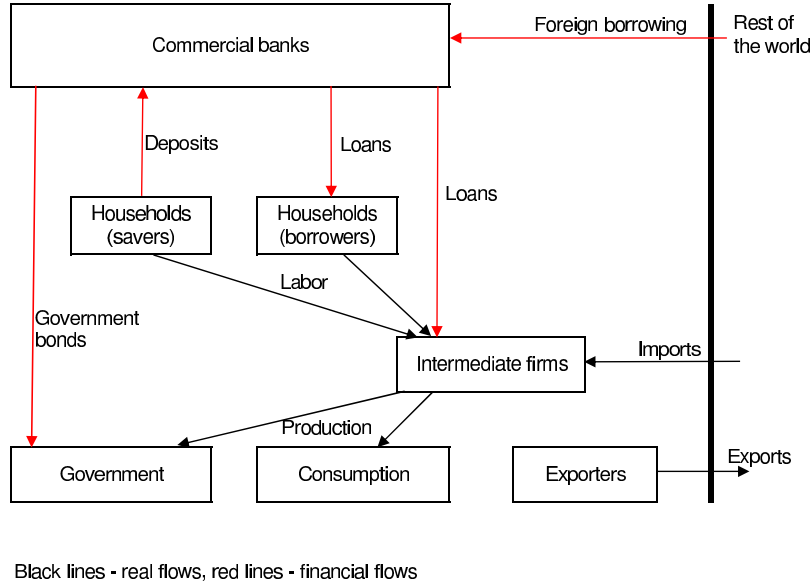 Foreign borrowing
Rest of
the world
Commercial banks
Deposits
Loans
Loans
Households
(savers)
Households
(borrowers)
Labor
Government
bonds
Imports
Intermediate firms
Production
Exports
Government
Consumption
Exporters
Black lines - real flows, red lines - financial flows